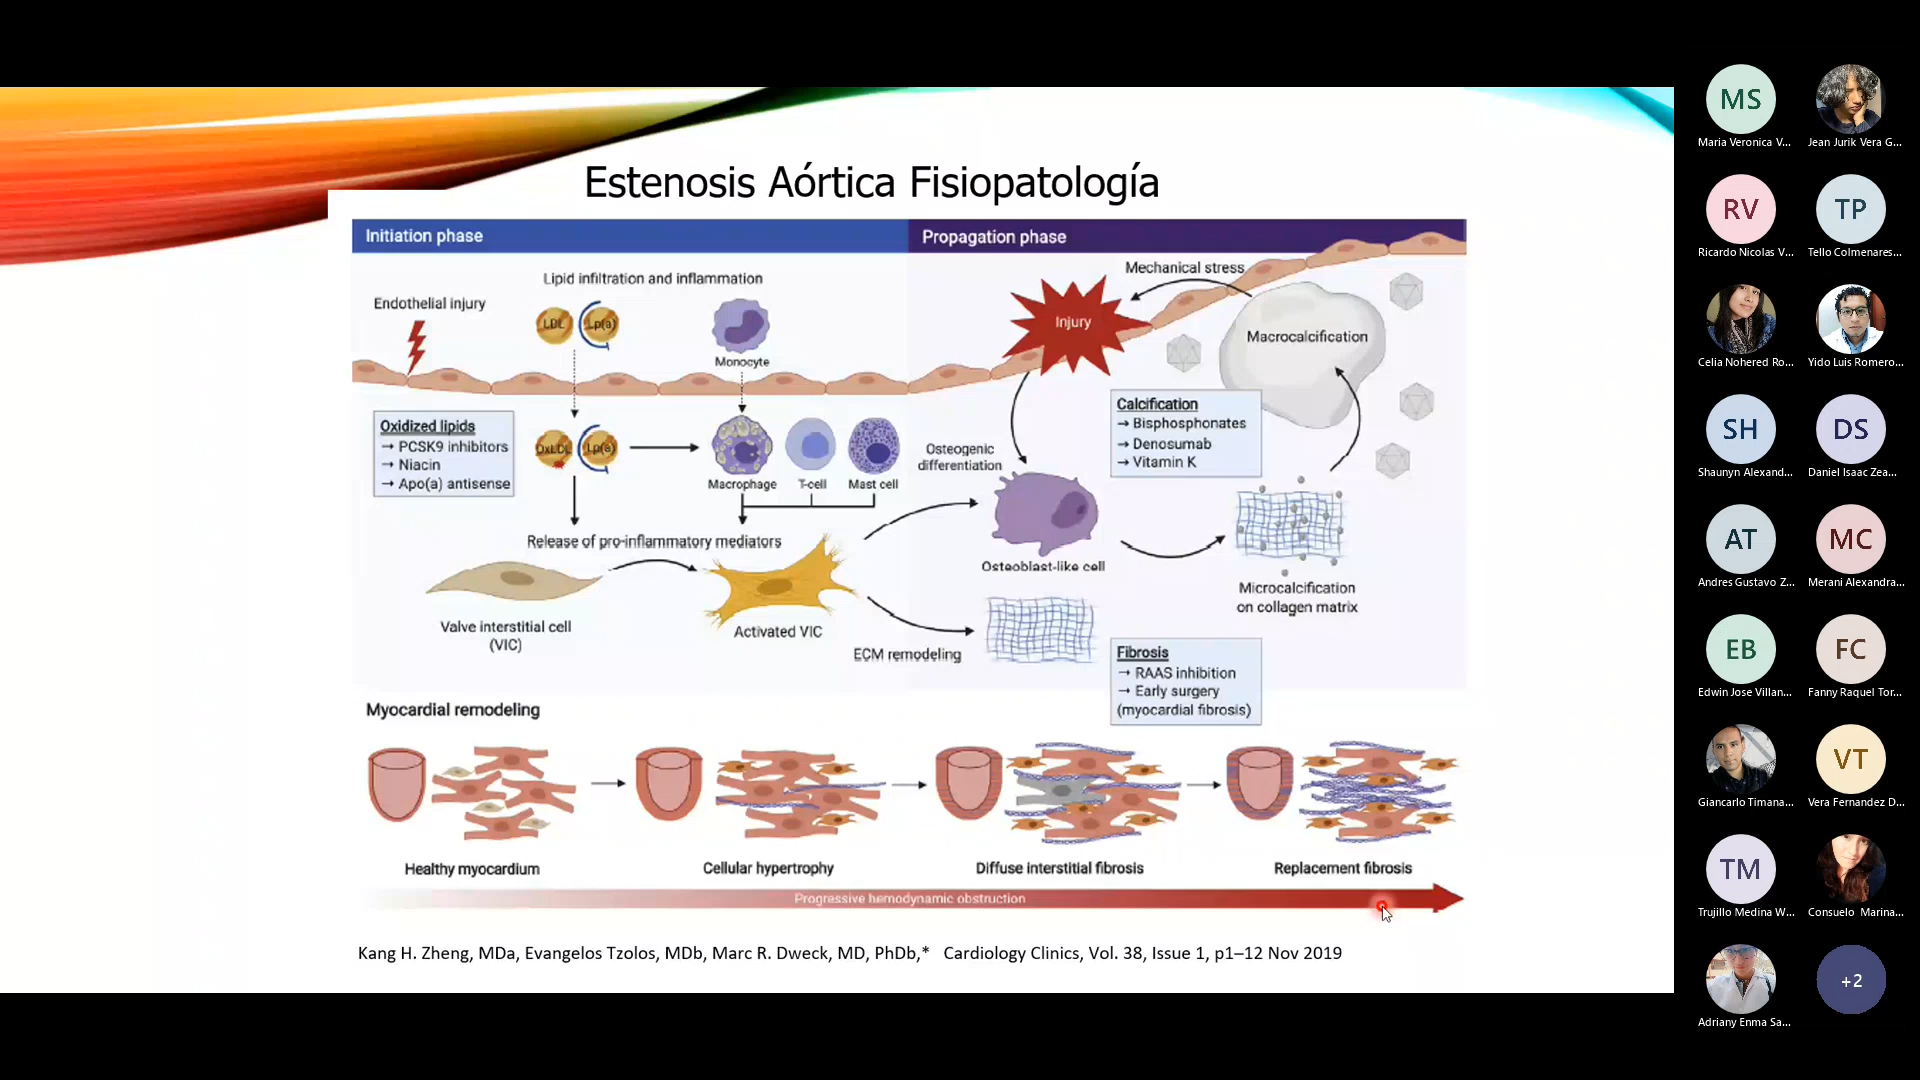 Estenosis Aórtica Fisiopatología
Initiation phase
Propagation phase
Lipid infiltration and inflammation
Endothelial injury
LDL
Lp(a)
Monocyte
Mechanical stress
Injury
Macrocalcification
Oxidized lipids
→ PCSK9 inhibitors
→ Niacin
→ Apo(a) antisense
OxLDL
Lp(a)
Macrophage
T-cell
Mast cell
Osteogenic
differentiation
Calcification
→ Bisphosphonates
→ Denosumab
→ Vitamin K
Release of pro-inflammatory mediators
Valve interstitial cell
(VIC)
Activated VIC
Osteoblast-like cell
Microcalcification
on collagen matrix
ECM remodeling
Fibrosis
→ RAAS inhibition
→ Early surgery
(myocardial fibrosis)
Myocardial remodeling
Healthy myocardium
Cellular hypertrophy
Diffuse interstitial fibrosis
Replacement fibrosis
Progressive hemodynamic obstruction
Kang H. Zheng, MDa, Evangelos Tzolos, MDb, Marc R. Dweck, MD, PhDb,* Cardiology Clinics, Vol. 38, Issue 1, p1–12 Nov 2019
MS
Maria Veronica V...
Jean Jurik Vera G...
RV
TP
Ricardo Nicolas V...
Tello Colmenares...
Celia Nohered Ro...
Yido Luis Romero...
SH
DS
Shaunyn Alexand...
Daniel Isaac Zea...
AT
MC
Andres Gustavo Z...
Merani Alexandra...
EB
FC
Edwin Jose Villan...
Fanny Raquel Tor...
VT
Giancarlo Timana...
Vera Fernandez D...
TM
Trujillo Medina W...
Consuelo Marina...
+2
Adriany Enma Sa...